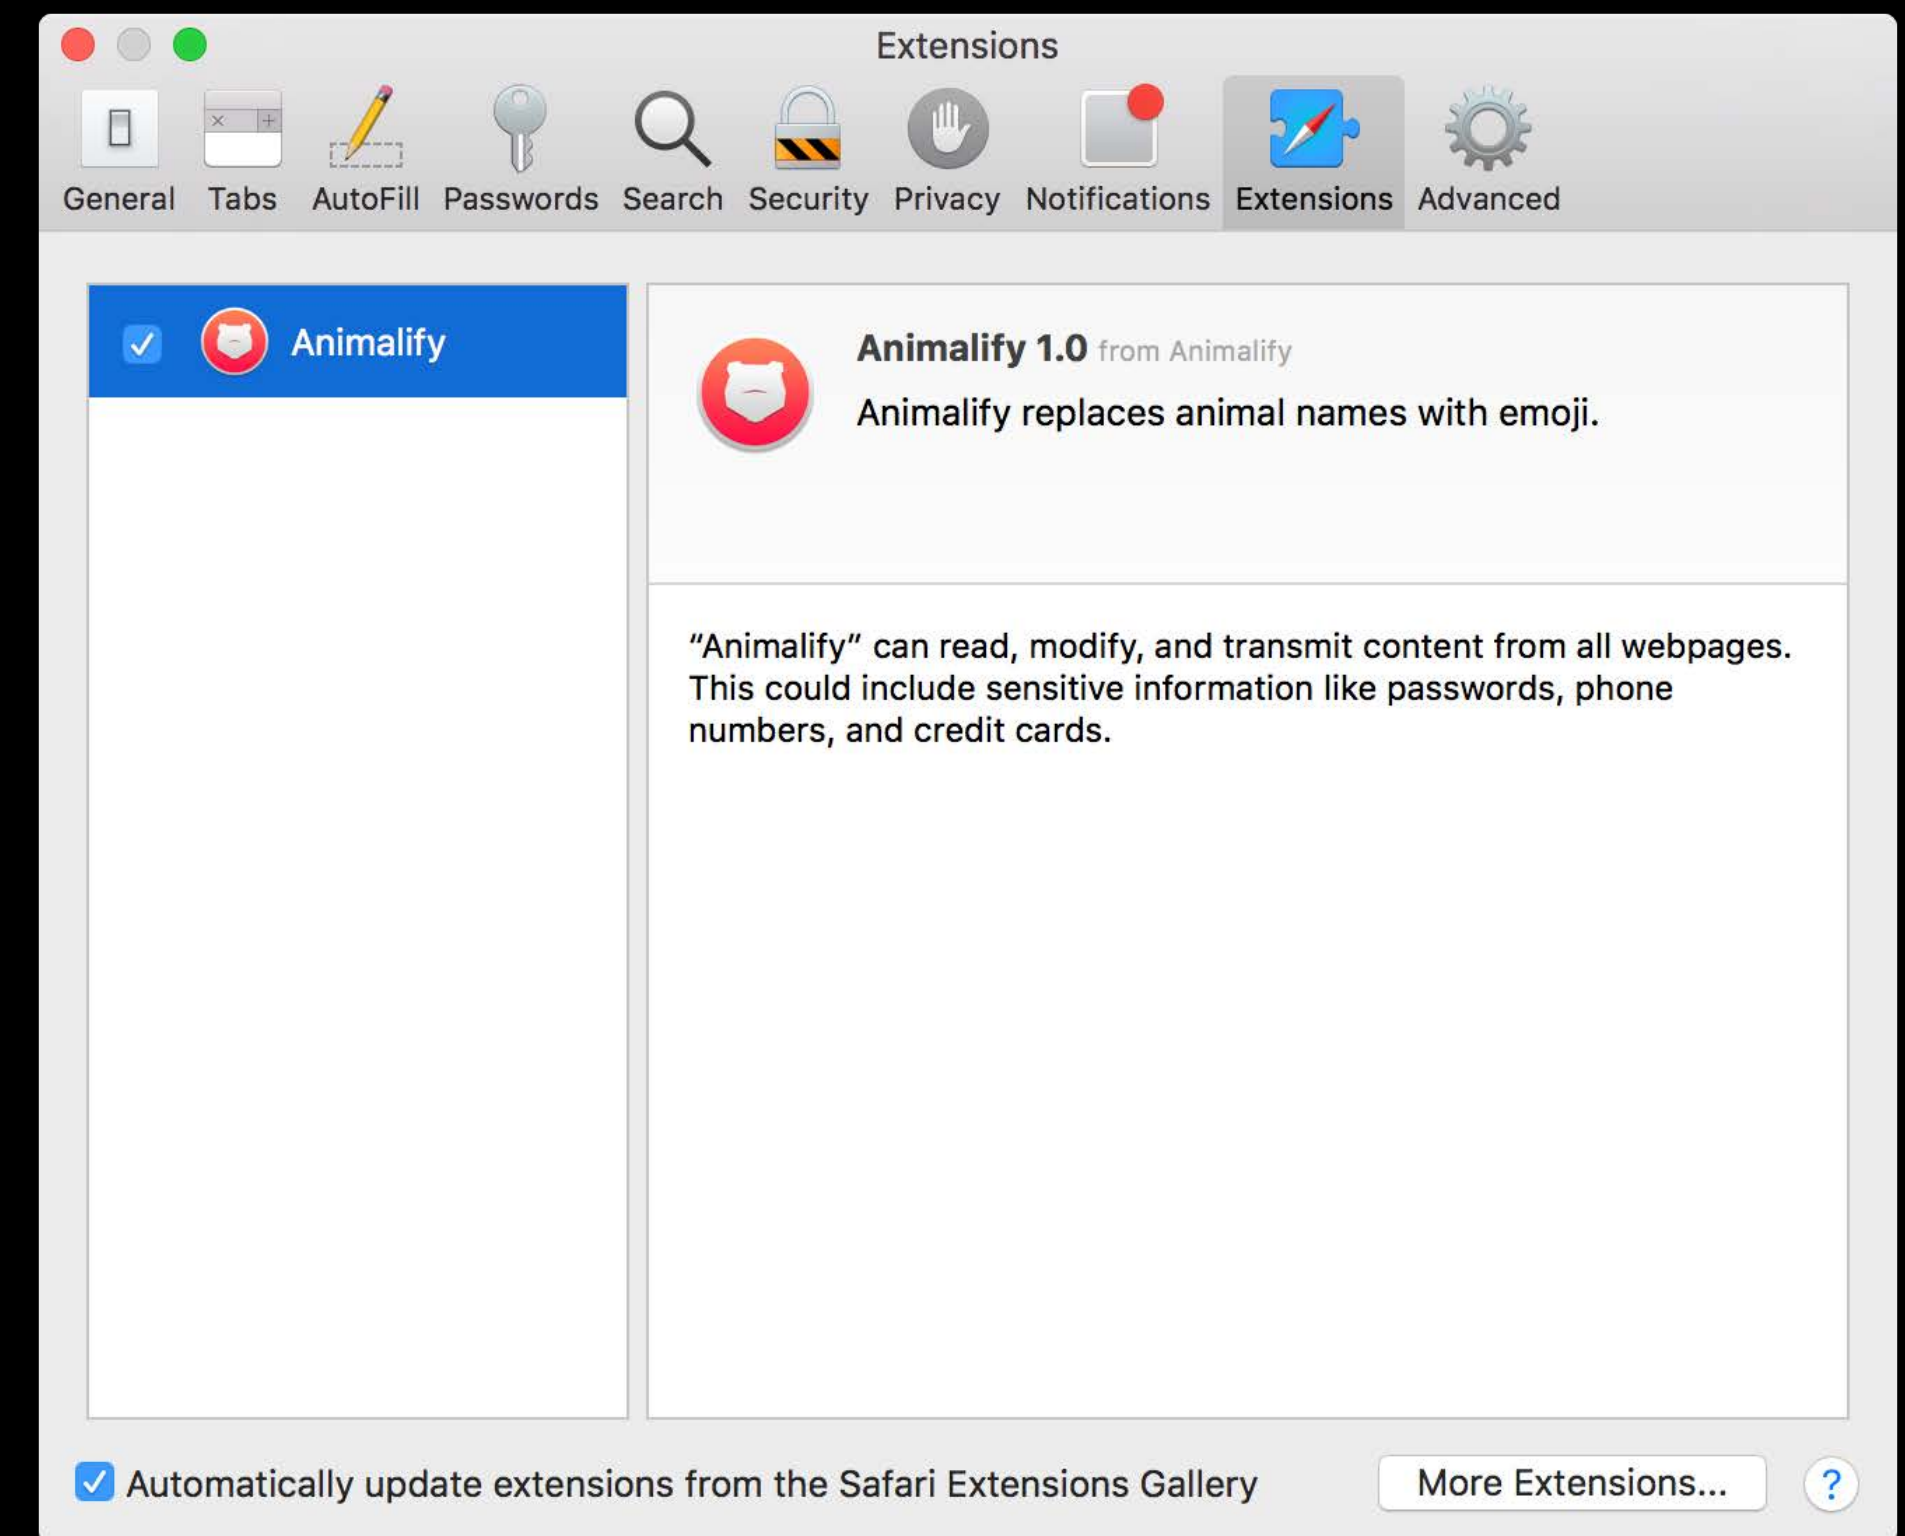 Extensions
General Tabs AutoFill Passwords Search Security Privacy Notifications Extensions Advanced
Animalify
Animalify 1.0 from Animalify
Animalify replaces animal names with emoji.
“Animalify” can read, modify, and transmit content from all webpages.
This could include sensitive information like passwords, phone
numbers, and credit cards.
Automatically update extensions from the Safari Extensions Gallery
More Extensions...
?